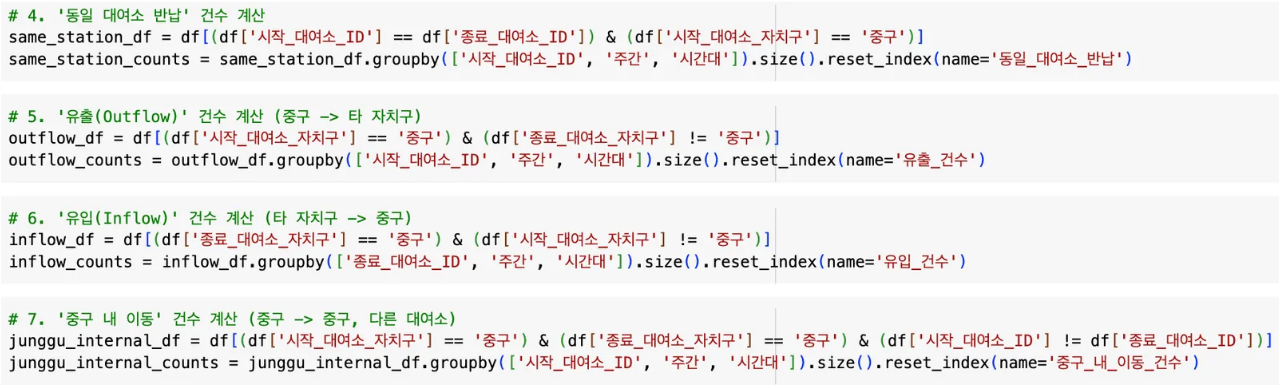 # 4. '동일 대여소 반납' 건수 계산
same_station_df = df[(df['시작_대여소_ID'] == df['종료_대여소_ID']) & (df['시작_대여소_자치구'] == '중구')]
same_station_counts = same_station_df.groupby(['시작_대여소_ID', '주간', '시간대']).size().reset_index(name='동일_대여소_반납')
# 5. '유출(Outflow)' 건수 계산 (중구 -> 타 자치구)
outflow_df = df[(df['시작_대여소_자치구'] == '중구') & (df['종료_대여소_자치구'] != '중구')]
outflow_counts = outflow_df.groupby(['시작_대여소_ID', '주간', '시간대']).size().reset_index(name='유출_건수')
# 6. '유입(Inflow)' 건수 계산 (타 자치구 -> 중구)
inflow_df = df[(df['종료_대여소_자치구'] == '중구') & (df['시작_대여소_자치구'] != '중구')]
inflow_counts = inflow_df.groupby(['종료_대여소_ID', '주간', '시간대']).size().reset_index(name='유입_건수')
# 7. '중구 내 이동' 건수 계산 (중구 -> 중구, 다른 대여소)
junggu_internal_df = df[(df['시작_대여소_자치구'] == '중구') & (df['종료_대여소_자치구'] == '중구') & (df['시작_대여소_ID'] != df['종료_대여소_ID'])]
junggu_internal_counts = junggu_internal_df.groupby(['시작_대여소_ID', '주간', '시간대']).size().reset_index(name='중구_내_이동_건수')